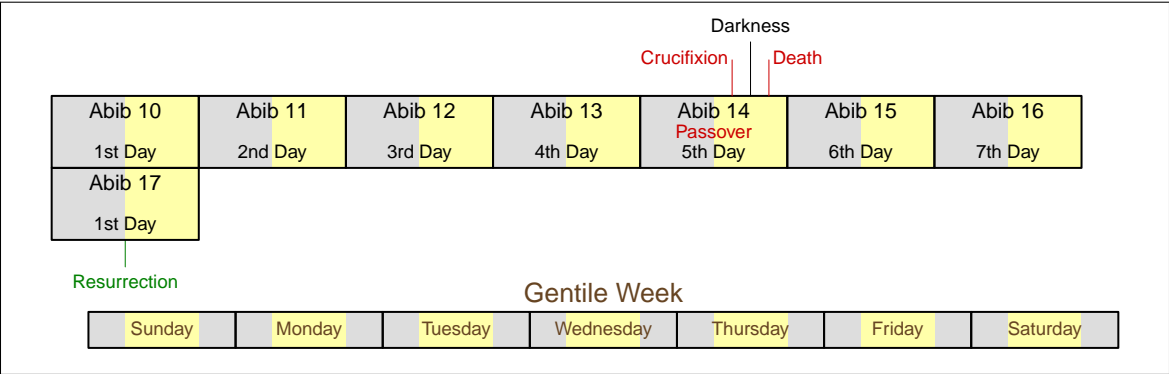 Darkness
Crucifixion Death
Abib 10 Abib 11 Abib 12 Abib 13 Abib 14 Abib 15 Abib 16
Passover
1st Day 2nd Day 3rd Day 4th Day 5th Day 6th Day 7th Day
Abib 17
1st Day
Resurrection
Gentile Week
Sunday Monday Tuesday Wednesday Thursday Friday Saturday